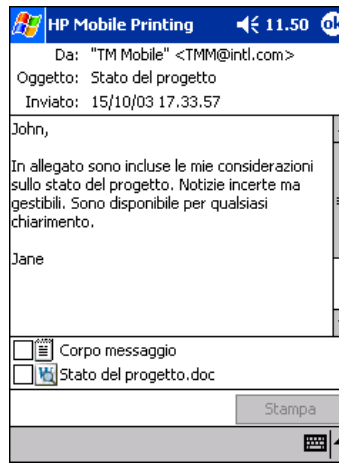 HP Mobile Printing 11.50 ok
Da: "TM Mobile" <TMM@intl.com>
Oggetto: Stato del progetto
Inviato: 15/10/03 17.33.57
John,
In allegato sono incluse le mie considerazioni
sullo stato del progetto. Notizie incerte ma
gestibili. Sono disponibile per qualsiasi
chiarimento.
Jane
Corpo messaggio
Stato del progetto.doc
Stampa